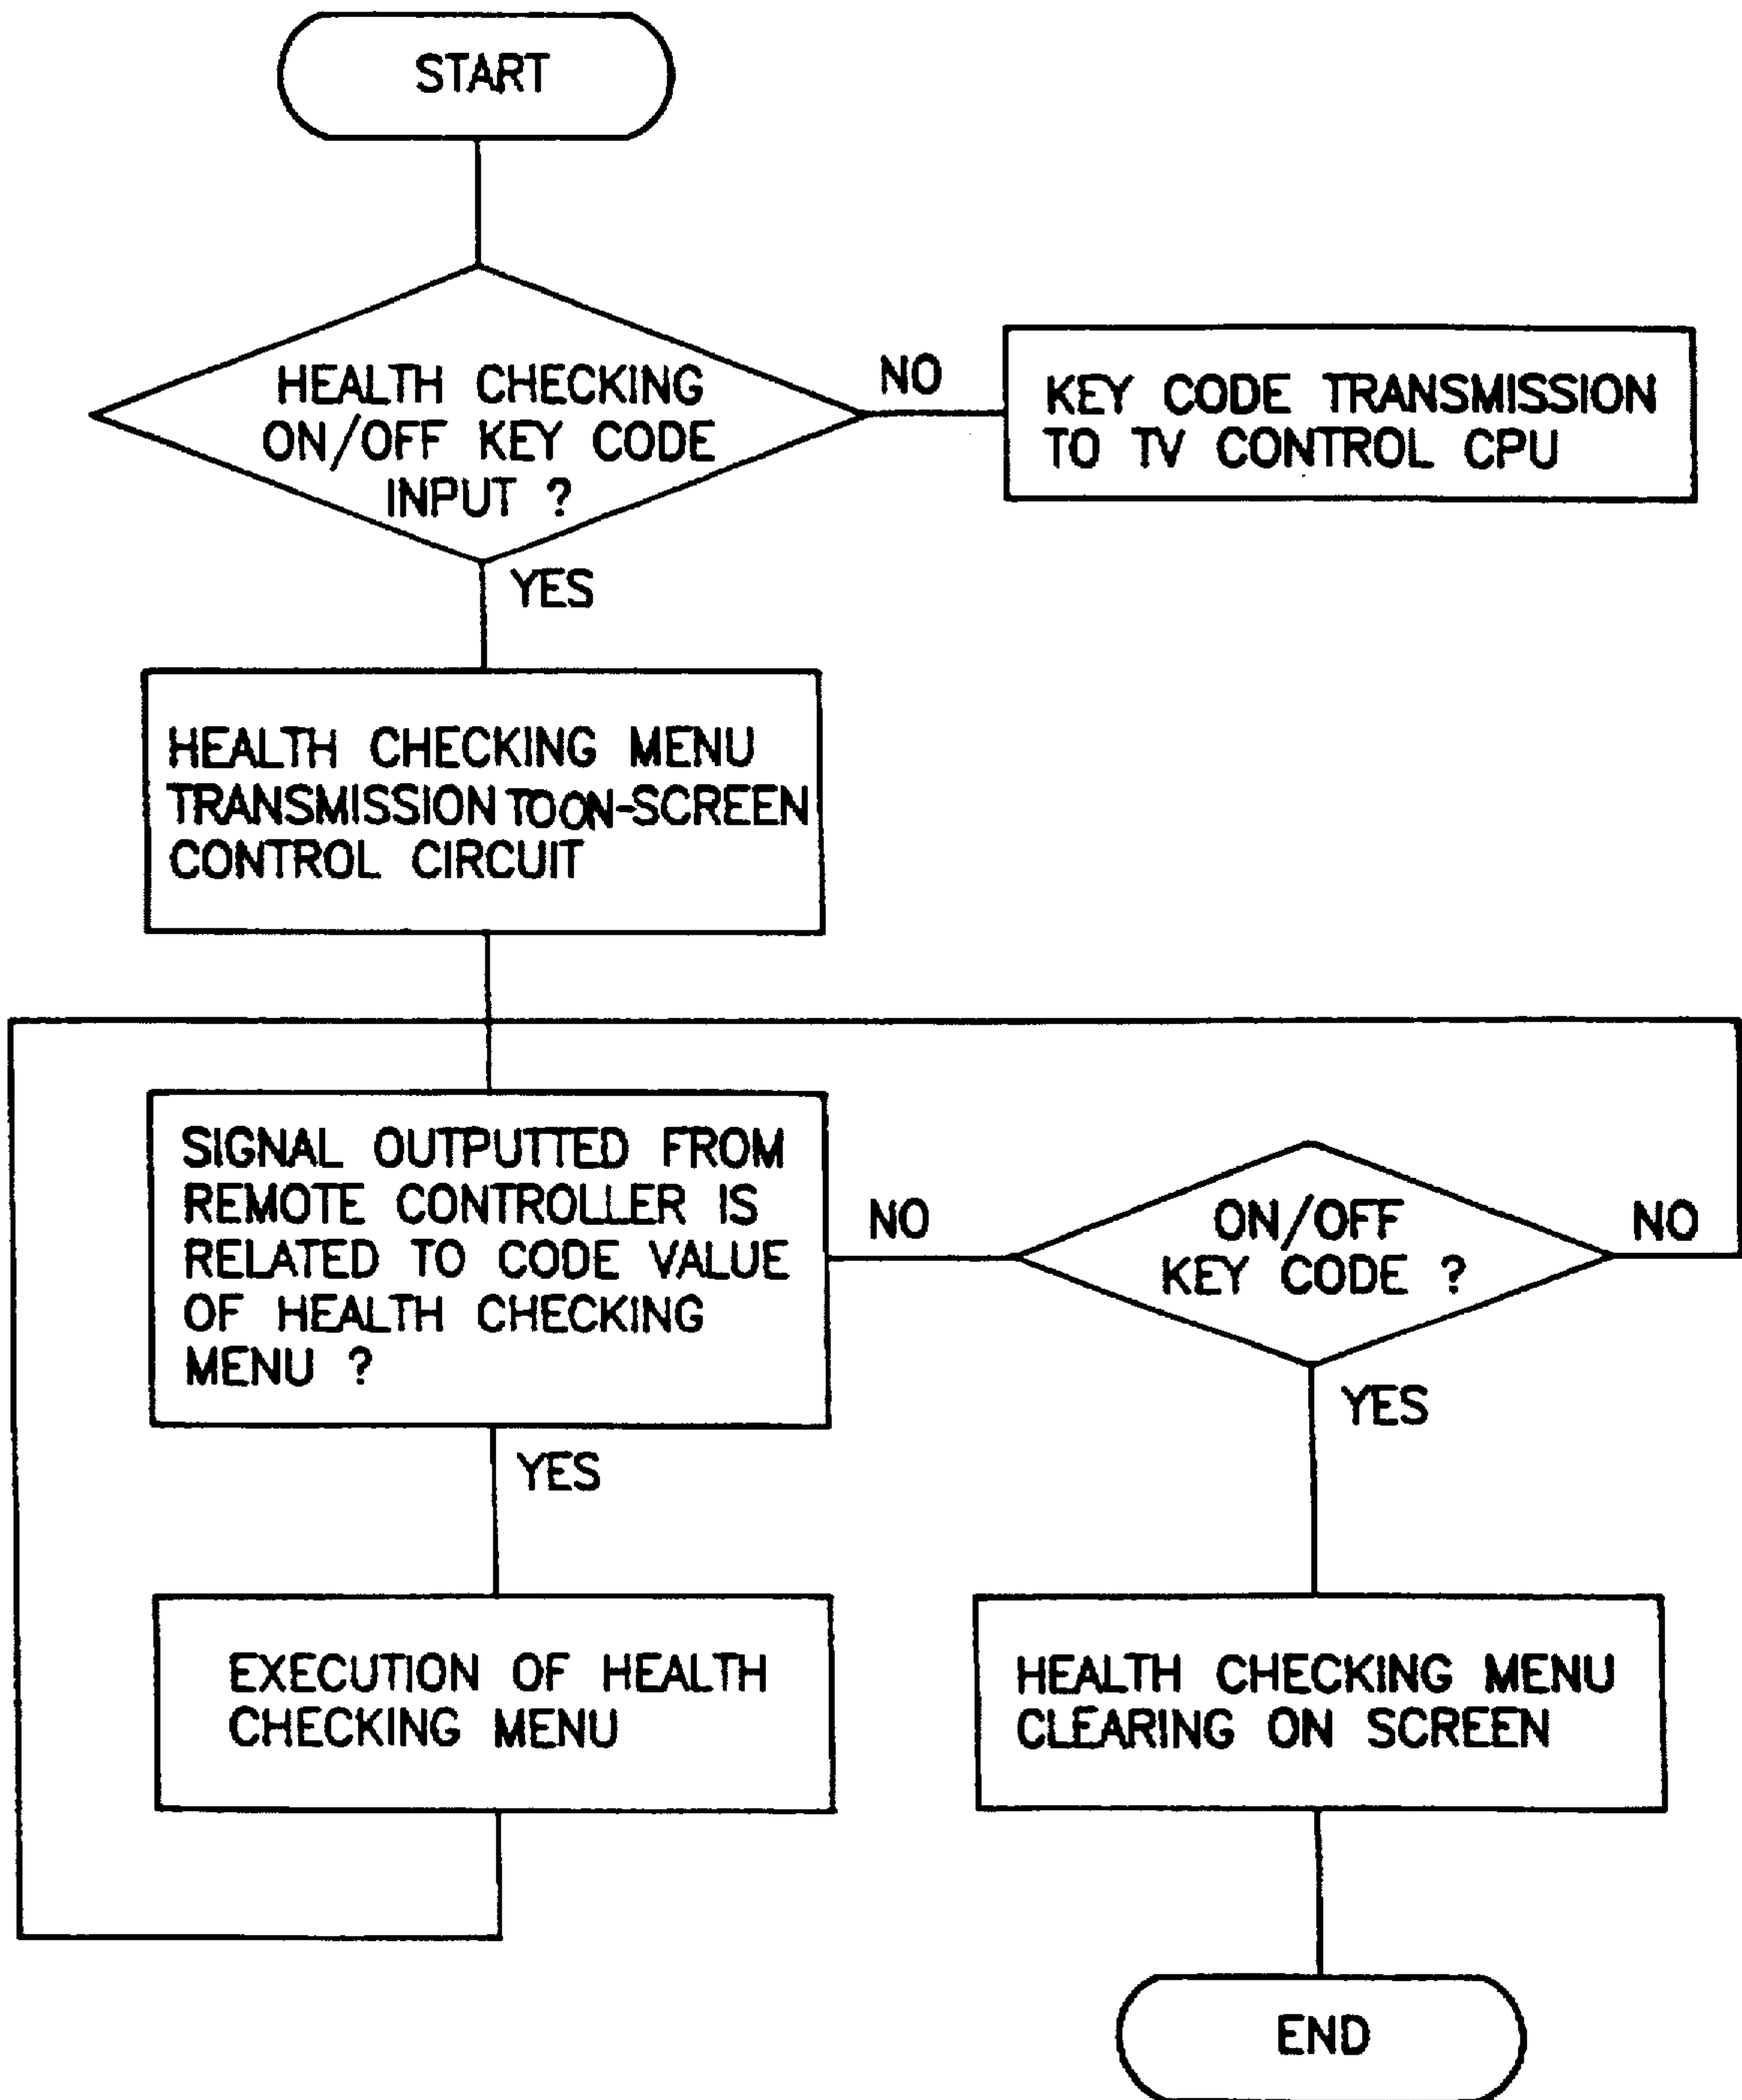 START
HEALTH CHECKING
ON/OFF KEY CODE
INPUT ?
NO
KEY CODE TRANSMISSION
TO TV CONTROL CPU
YES
HEALTH CHECKING MENU
TRANSMISSION TO ON-SCREEN
CONTROL CIRCUIT
SIGNAL OUTPUTTED FROM
REMOTE CONTROLLER IS
RELATED TO CODE VALUE
OF HEALTH CHECKING
MENU ?
NO
ON/OFF
KEY CODE ?
NO
YES
YES
EXECUTION OF HEALTH
CHECKING MENU
HEALTH CHECKING MENU
CLEARING ON SCREEN
END